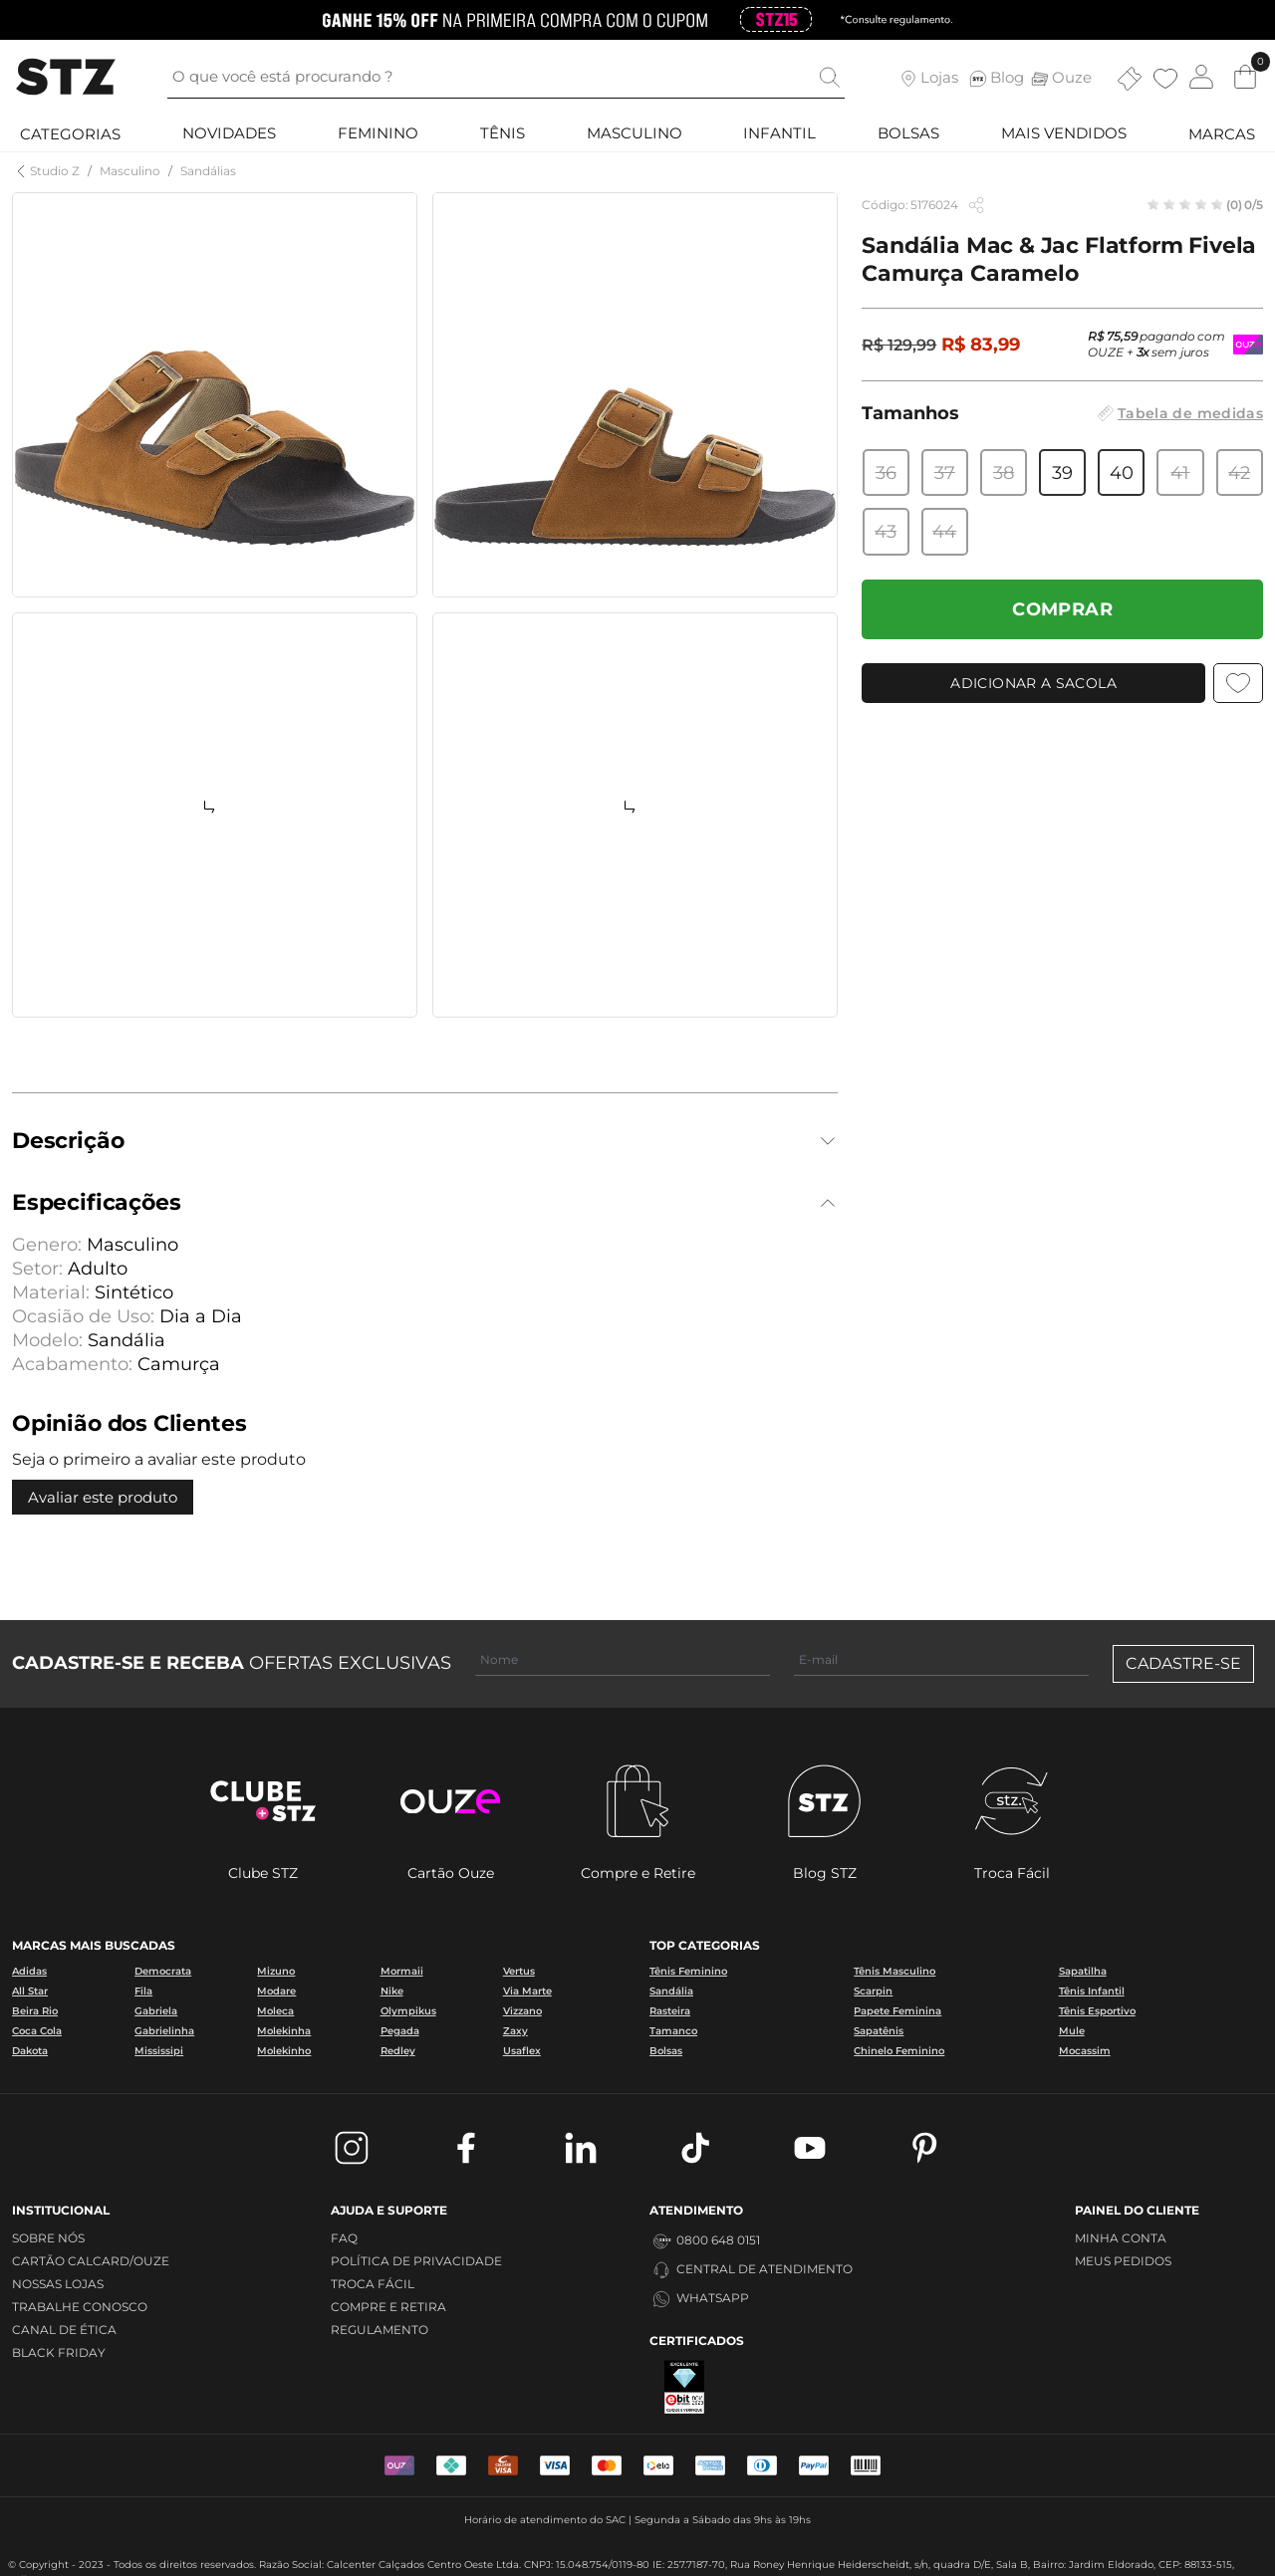 GANHE 15% OFF NA PRIMEIRA COMPRA COM O CUPOM STZ15 *Consulte regulamento.
STZ
O que você está procurando ?
Lojas
STZ Blog
Ouze
0
CATEGORIAS NOVIDADES FEMININO TÊNIS MASCULINO INFANTIL BOLSAS MAIS VENDIDOS MARCAS
Studio Z / Masculino / Sandálias
Código: 5176024
(0) 0/5
Sandália Mac & Jac Flatform Fivela
Camurça Caramelo
R$ 129,99 R$ 83,99
R$ 75,59 pagando com
OUZE + 3x sem juros
OUZE
Tamanhos
Tabela de medidas
36 37 38 39 40 41 42
43 44
COMPRAR
ADICIONAR A SACOLA
Descrição
Especificações
Genero: Masculino
Setor: Adulto
Material: Sintético
Ocasião de Uso: Dia a Dia
Modelo: Sandália
Acabamento: Camurça
Opinião dos Clientes
Seja o primeiro a avaliar este produto
Avaliar este produto
CADASTRE-SE E RECEBA OFERTAS EXCLUSIVAS
Nome
E-mail
CADASTRE-SE
CLUBE
+STZ
ouze
STZ
stz.
Clube STZ
Cartão Ouze
Compre e Retire
Blog STZ
Troca Fácil
MARCAS MAIS BUSCADAS
Adidas Democrata Mizuno Mormaii Vertus
All Star Fila Modare Nike Via Marte
Beira Rio Gabriela Moleca Olympikus Vizzano
Coca Cola Gabrielinha Molekinha Pegada Zaxy
Dakota Mississipi Molekinho Redley Usaflex
TOP CATEGORIAS
Tênis Feminino Tênis Masculino Sapatilha
Sandália Scarpin Tênis Infantil
Rasteira Papete Feminina Tênis Esportivo
Tamanco Sapatênis Mule
Bolsas Chinelo Feminino Mocassim
INSTITUCIONAL
SOBRE NÓS
CARTÃO CALCARD/OUZE
NOSSAS LOJAS
TRABALHE CONOSCO
CANAL DE ÉTICA
BLACK FRIDAY
AJUDA E SUPORTE
FAQ
POLÍTICA DE PRIVACIDADE
TROCA FÁCIL
COMPRE E RETIRA
REGULAMENTO
ATENDIMENTO
0800 648 0151
CENTRAL DE ATENDIMENTO
WHATSAPP
CERTIFICADOS
EXCELENTE
ebit
CLIQUE E VERIFIQUE
PAINEL DO CLIENTE
MINHA CONTA
MEUS PEDIDOS
OUZE
VISA
VISA
elo
PayPal
Horário de atendimento do SAC | Segunda a Sábado das 9hs às 19hs
© Copyright - 2023 - Todos os direitos reservados. Razão Social: Calcenter Calçados Centro Oeste Ltda. CNPJ: 15.048.754/0119-80 IE: 257.7187-70, Rua Roney Henrique Heiderscheidt, s/n, quadra D/E, Sala B, Bairro: Jardim Eldorado, CEP: 88133-515,